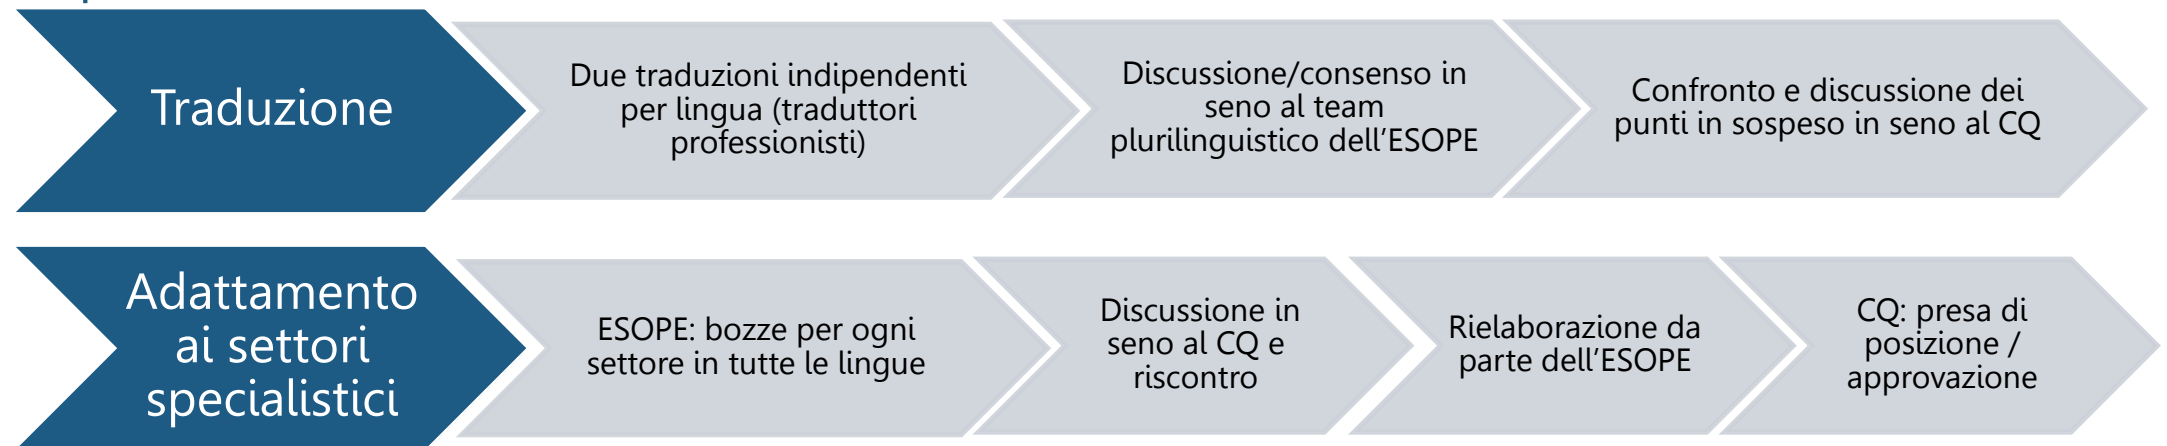 Traduzione
Due traduzioni indipendenti
per lingua (traduttori
professionisti)
Discussione/consenso in
seno al team
plurilinguistico dell'ESOPE
Confronto e discussione dei
punti in sospeso in seno al CQ
Adattamento
ai settori
specialistici
ESOPE: bozze per ogni
settore in tutte le lingue
Discussione in
seno al CQ e
riscontro
Rielaborazione da
parte dell'ESOPE
CQ: presa di
posizione /
approvazione